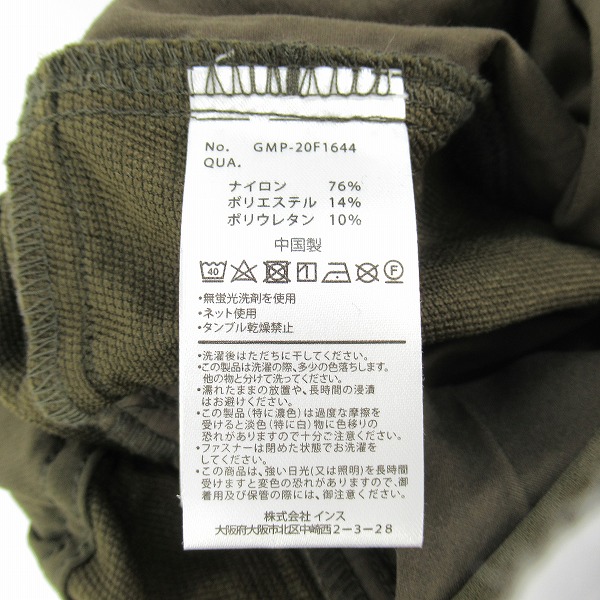 No. GMP-20F1644
QUA.
ナイロン 76%
ポリエステル 14%
ポリウレタン 10%
中国製
40 F
・無蛍光洗剤を使用
・ネット使用
・タンブル乾燥禁止
・洗濯後はただちに干してください。
・この製品は洗濯の際、多少の色落ちします。
他の物と分けて洗ってください。
・濡れたままの放置や、長時間の浸漬
はお避けください。
・この製品（特に濃色）は過度な摩擦を
受けると淡色（特に白）物に色移りの
恐れがありますので十分ご注意ください。
・ファスナーは閉めた状態でお洗濯を
してください。
・この商品は、強い日光(又は照明)を長時間
受けますと変色の恐れがありますので、御
着用及び保管の際には、御注意ください。
株式会社 インス
大阪府大阪市北区中崎西2-3-28